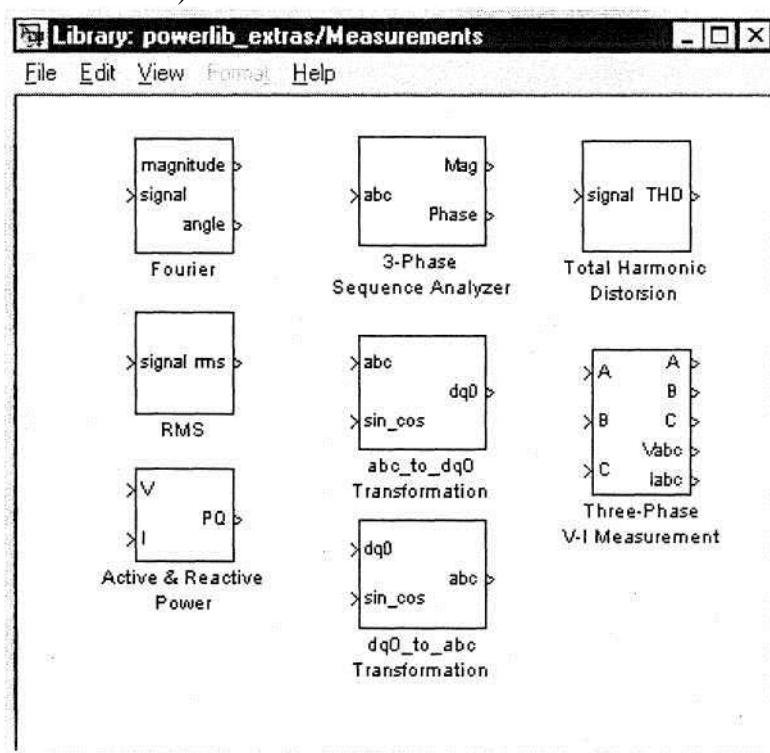 )
Library: powerlib_extras/Measurements
File Edit View Format Help
magnitude
signal
angle
Fourier
abc
Mag
Phase
3-Phase
Sequence Analyzer
signal THD
Total Harmonic
Distorsion
signal rms
RMS
abc
sin_cos
dq0
abc_to_dq0
Transformation
A
B
C
A
B
C
Vabc
Iabc
Three-Phase
V-I Measurement
V
I
PQ
Active & Reactive
Power
dq0
sin_cos
abc
dq0_to_abc
Transformation